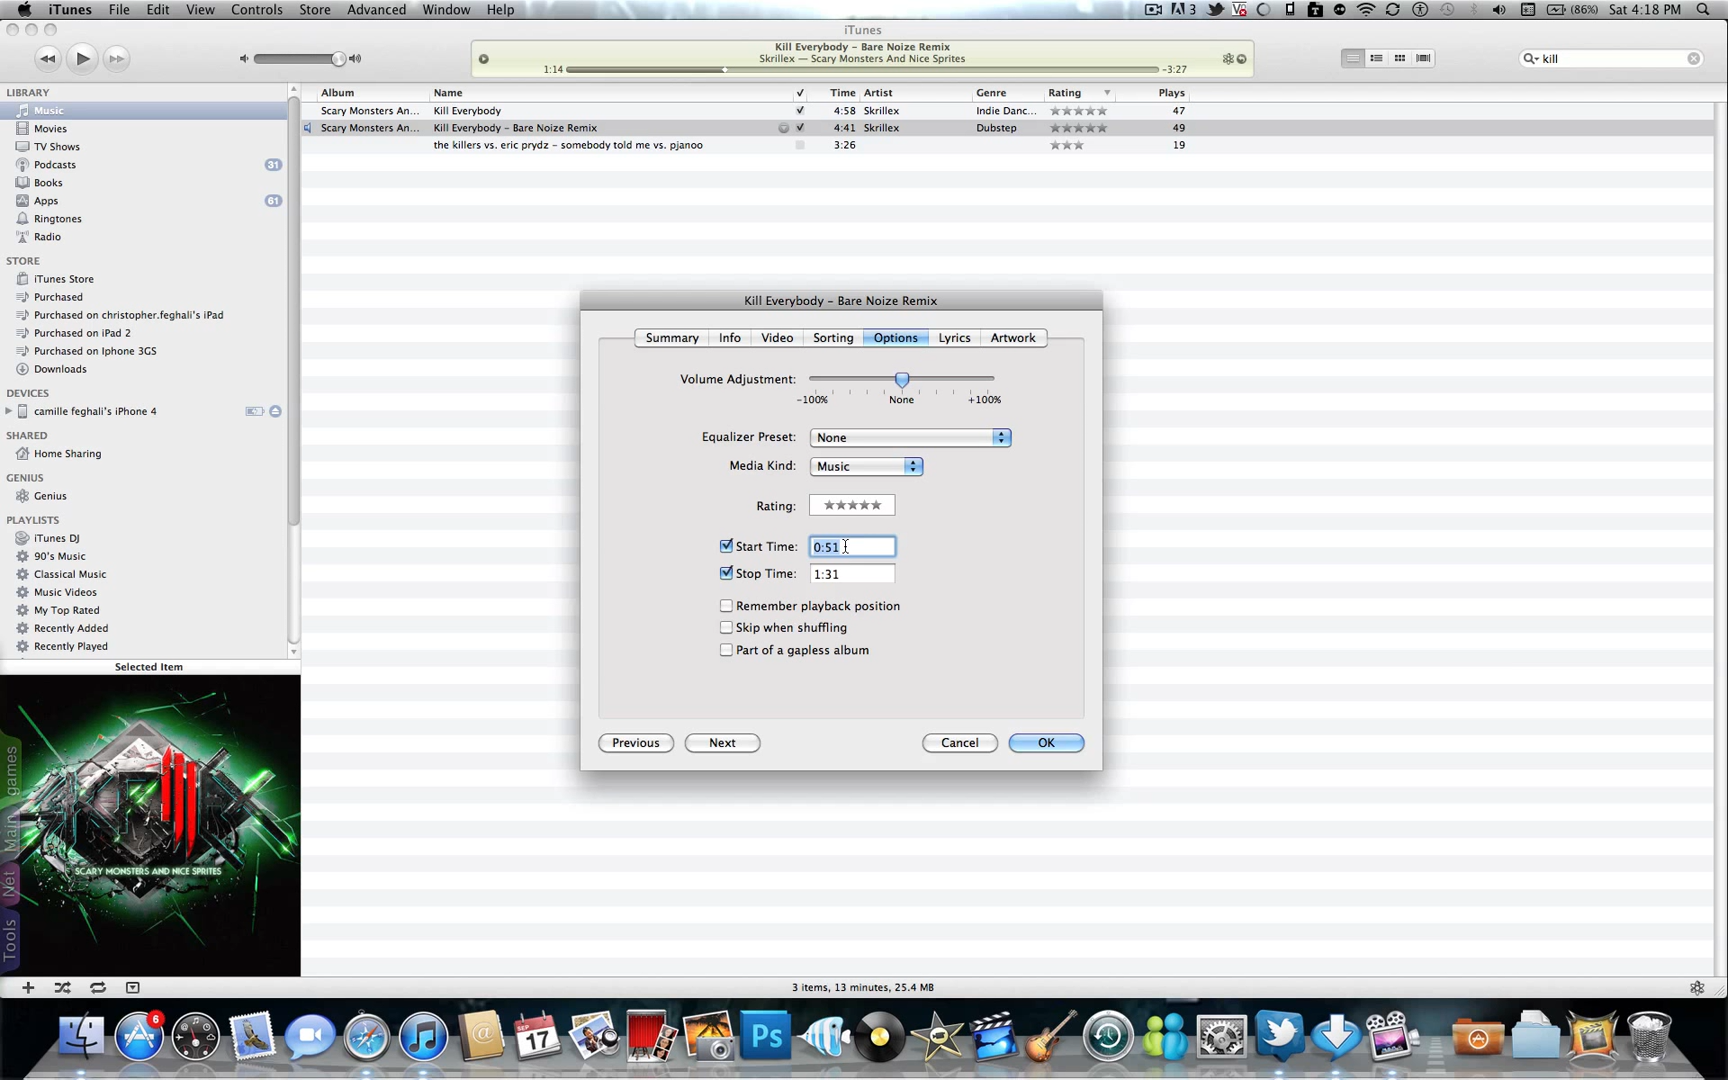 iTunes File Edit View Controls Store Advanced Window Help
3 (86%) Sat 4:18 PM
iTunes
Kill Everybody – Bare Noize Remix
Skrillex — Scary Monsters And Nice Sprites
1:14 -3:27
kill
LIBRARY
Music
Movies
TV Shows
Podcasts 31
Books
Apps 61
Ringtones
Radio
STORE
iTunes Store
Purchased
Purchased on christopher.feghali's iPad
Purchased on iPad 2
Purchased on Iphone 3GS
Downloads
DEVICES
camille feghali's iPhone 4
SHARED
Home Sharing
GENIUS
Genius
PLAYLISTS
iTunes DJ
90's Music
Classical Music
Music Videos
My Top Rated
Recently Added
Recently Played
Selected Item
SCARY MONSTERS AND NICE SPRITES
Main games
Net
Tools
Album Name Time Artist Genre Rating Plays
Scary Monsters An... Kill Everybody 4:58 Skrillex Indie Danc... 47
Scary Monsters An... Kill Everybody – Bare Noize Remix 4:41 Skrillex Dubstep 49
the killers vs. eric prydz – somebody told me vs. pjanoo 3:26 19
Kill Everybody – Bare Noize Remix
Summary Info Video Sorting Options Lyrics Artwork
Volume Adjustment:
-100% None +100%
Equalizer Preset: None
Media Kind: Music
Rating:
Start Time: 0:51
Stop Time: 1:31
Remember playback position
Skip when shuffling
Part of a gapless album
Previous Next Cancel OK
3 items, 13 minutes, 25.4 MB
6
SEP
17
Ps